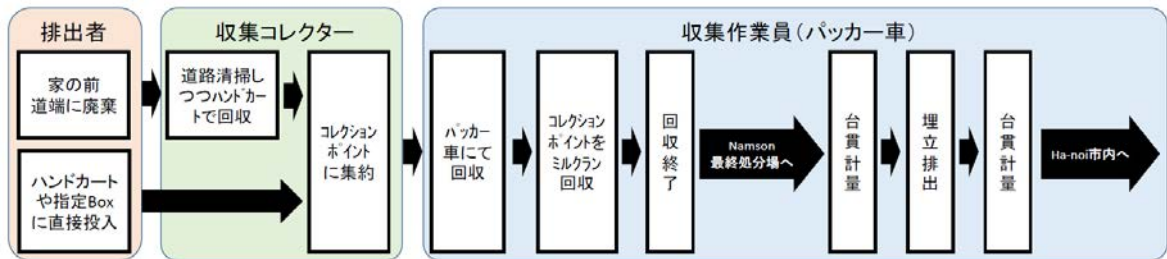 排出者
家の前
道端に廃棄
ハンドカート
や指定Box
に直接投入
収集コレクター
道路清掃し
つつハンドカー
トで回収
コレクション
ポイント
に集約
収集作業員(パッカー車)
パッカー
車にて
回収
コレクション
ポイントを
ミルクラン
回収
回収終了
Namson
最終処分場へ
台貫計量
埋立排出
台貫計量
Ha-noi市内へ